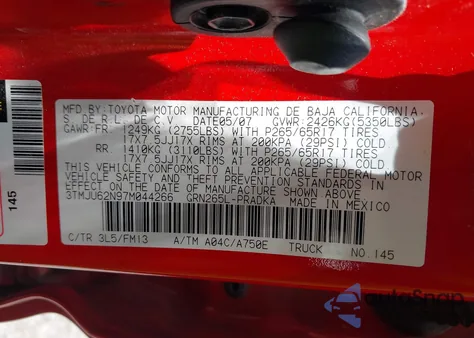 MFD.BY:TOYOTA MOTOR MANUFACTURING DE BAJA CALIFORNIA.
S. DE R.L. DE C.V DATE05/07 GVWR:2426KG(5350LBS)
GAWR FR: 1249KG (2755LBS) WITH P265/65R17 TIRES
17X7.5JJ17X RIMS AT 200KPA (29PSI) COLD
RR: 1410KG (3110LBS) WITH P265/65R17 TIRES
17X7.5JJ17X RIMS AT 200KPA (29PSI) COLD
THIS VEHICLE CONFORMS TO ALL APPLICABLE FEDERAL MOTOR
VEHICLE SAFETY AND THEFT PREVENTION STANDARDS IN
EFFECT ON THE DATE OF MANUFACTURE SHOWN ABOVE.
3TMJU62N97M044266 GRN265L-PRADKA MADE IN MEXICO
C/TR 3L5/FM13 A/TM A04C/A750E TRUCK NO.145
145